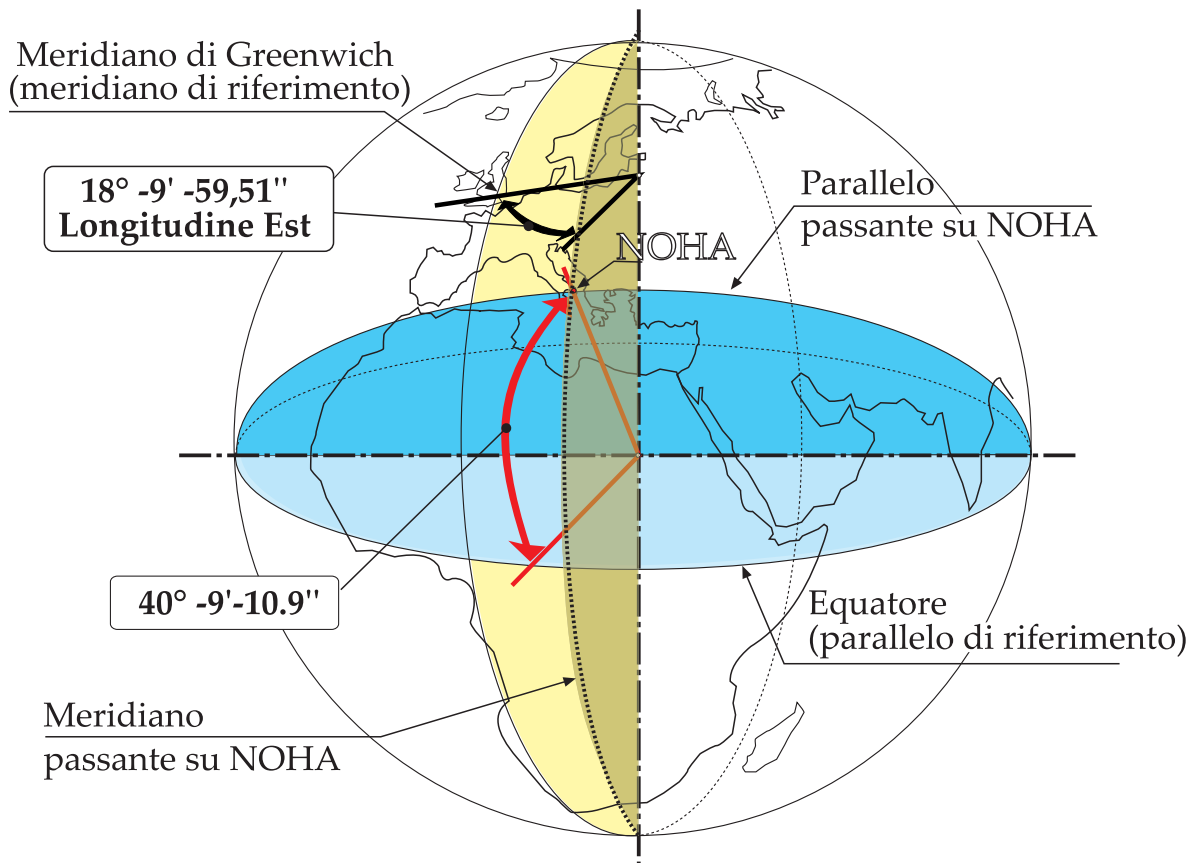 Meridiano di Greenwich
(meridiano di riferimento)
18° -9' -59,51"
Longitudine Est
Parallelo
passante su NOHA
NOHA
40° -9'-10.9"
Equatore
(parallelo di riferimento)
Meridiano
passante su NOHA